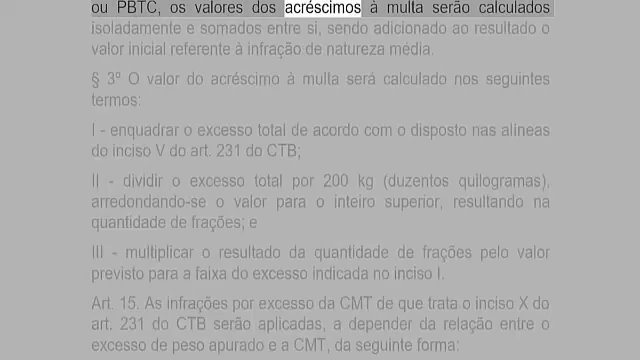 ou PBTC, os valores dos acréscimos à multa serão calculados
isoladamente e somados entre si, sendo adicionado ao resultado o
valor inicial referente à infração de natureza média.
§ 3º O valor do acréscimo à multa será calculado nos seguintes
termos:
I - enquadrar o excesso total de acordo com o disposto nas alíneas
do inciso V do art. 231 do CTB;
II - dividir o excesso total por 200 kg (duzentos quilogramas),
arredondando-se o valor para o inteiro superior, resultando na
quantidade de frações; e
III - multiplicar o resultado da quantidade de frações pelo valor
previsto para a faixa do excesso indicada no inciso I.
Art. 15. As infrações por excesso da CMT de que trata o inciso X do
art. 231 do CTB serão aplicadas, a depender da relação entre o
excesso de peso apurado e a CMT, da seguinte forma: